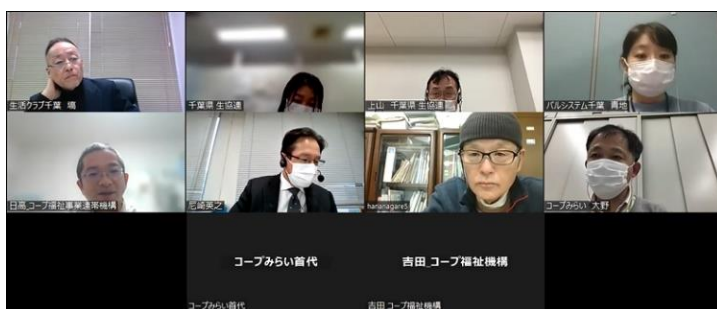 生活クラブ千葉　塙
千葉県 生協連
上山　千葉県 生協連
パルシステム千葉　青地
日高_コープ福祉事業連帯機構
尼崎英之
hananagare5
コープみらい　大野
コープみらい首代
吉田_コープ福祉機構
コープみらい首代
吉田_コープ福祉機構